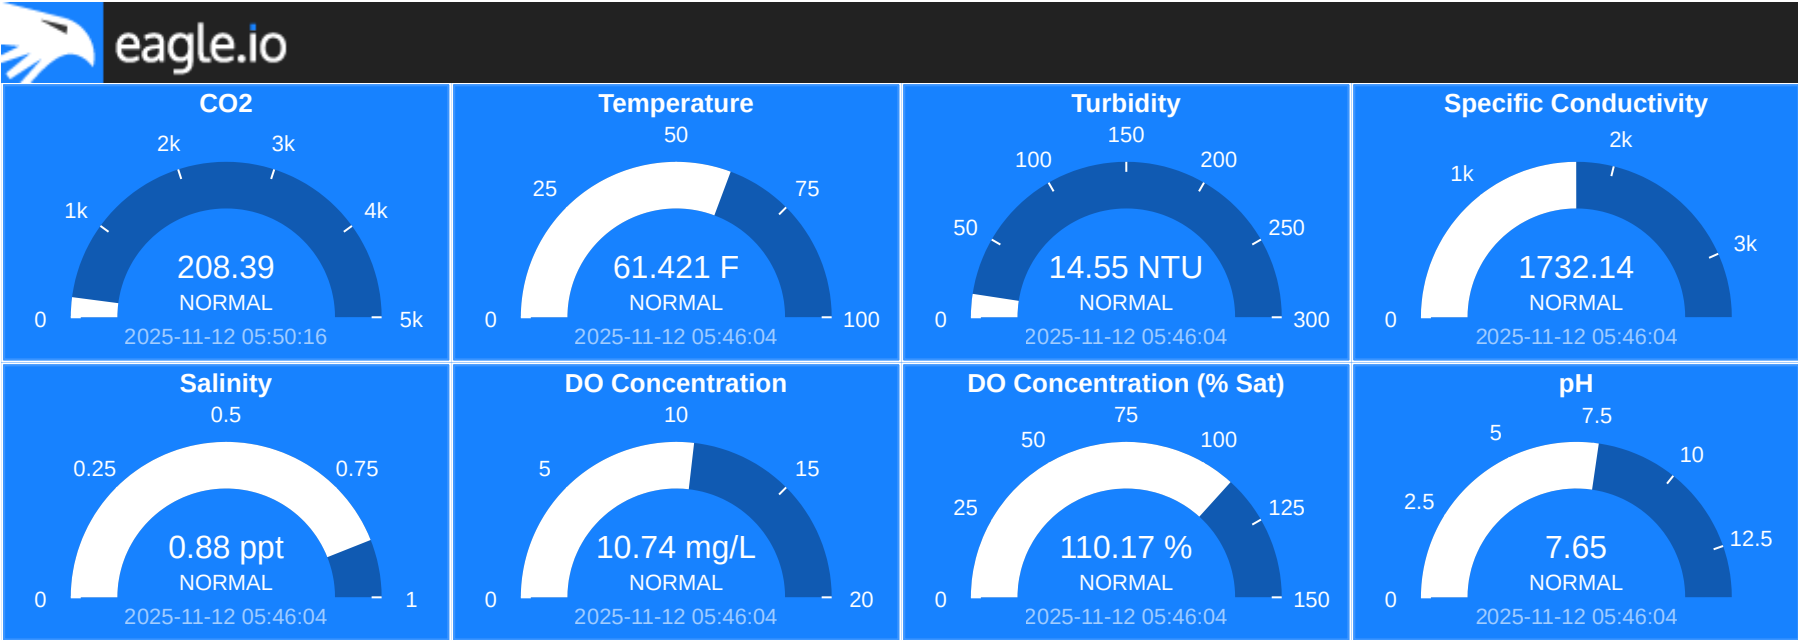 eagle.io
CO2
2k 3k
1k 4k
208.39
NORMAL
0 5k
2025-11-12 05:50:16
Temperature
50
25 75
61.421 F
NORMAL
0 100
2025-11-12 05:46:04
Turbidity
150
100 200
50 250
14.55 NTU
NORMAL
0 300
2025-11-12 05:46:04
Specific Conductivity
2k
1k
3k
1732.14
NORMAL
0
2025-11-12 05:46:04
Salinity
0.5
0.25 0.75
0.88 ppt
NORMAL
0 1
2025-11-12 05:46:04
DO Concentration
10
5 15
10.74 mg/L
NORMAL
0 20
2025-11-12 05:46:04
DO Concentration (% Sat)
75
50 100
25 125
110.17 %
NORMAL
0 150
2025-11-12 05:46:04
pH
7.5
5 10
2.5 12.5
7.65
NORMAL
0
2025-11-12 05:46:04